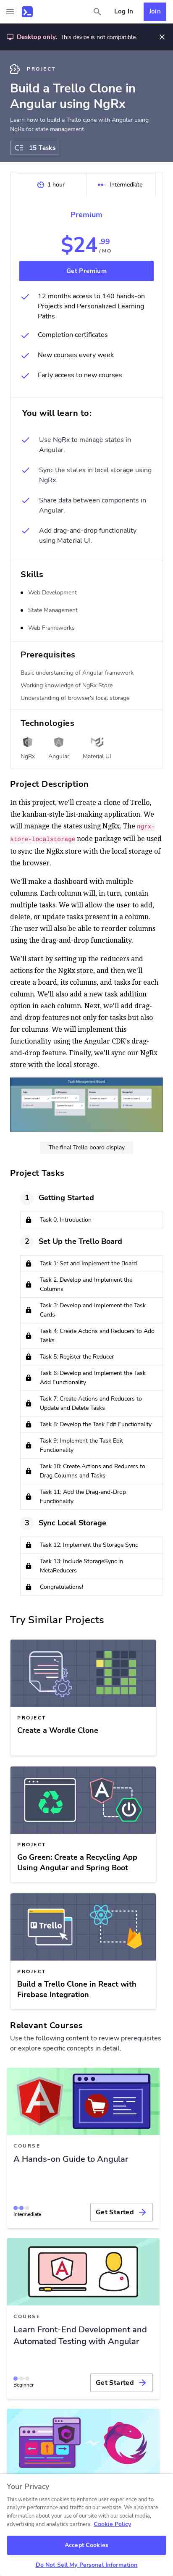 Log In
Join
Desktop only. This device is not compatible.
PROJECT
Build a Trello Clone in
Angular using NgRx
Learn how to build a Trello clone with Angular using
NgRx for state management.
15 Tasks
1 hour
Intermediate
Premium
$24.99
/MO
Get Premium
12 months access to 140 hands-on
Projects and Personalized Learning
Paths
Completion certificates
New courses every week
Early access to new courses
You will learn to:
Use NgRx to manage states in
Angular.
Sync the states in local storage using
NgRx.
Share data between components in
Angular.
Add drag-and-drop functionality
using Material UI.
Skills
Web Development
State Management
Web Frameworks
Prerequisites
Basic understanding of Angular framework
Working knowledge of NgRx Store
Understanding of browser's local storage
Technologies
NgRx
Angular
Material UI
Project Description
In this project, we'll create a clone of Trello,
the kanban-style list-making application. We
will manage the states using NgRx. The ngrx-
store-localstorage node package will be used
to sync the NgRx store with the local storage of
the browser.
We'll make a dashboard with multiple
columns. Each column will, in turn, contain
multiple tasks. We will allow the user to add,
delete, or update tasks present in a column.
The user will also be able to reorder columns
using the drag-and-drop functionality.
We'll start by setting up the reducers and
actions in the NgRx store, and then we'll
create a board, its columns, and tasks for each
column. We'll also add a new task addition
option in each column. Next, we'll add drag-
and-drop features not only for tasks but also
for columns. We will implement this
functionality using the Angular CDK's drag-
and-drop feature. Finally, we'll sync our NgRx
store with the local storage.
Task Management Board
The final Trello board display
Project Tasks
1 Getting Started
Task 0: Introduction
2 Set Up the Trello Board
Task 1: Set and Implement the Board
Task 2: Develop and Implement the
Columns
Task 3: Develop and Implement the Task
Cards
Task 4: Create Actions and Reducers to Add
Tasks
Task 5: Register the Reducer
Task 6: Develop and Implement the Task
Add Functionality
Task 7: Create Actions and Reducers to
Update and Delete Tasks
Task 8: Develop the Task Edit Functionality
Task 9: Implement the Task Edit
Functionality
Task 10: Create Actions and Reducers to
Drag Columns and Tasks
Task 11: Add the Drag-and-Drop
Functionality
3 Sync Local Storage
Task 12: Implement the Storage Sync
Task 13: Include StorageSync in
MetaReducers
Congratulations!
Try Similar Projects
PROJECT
Create a Wordle Clone
PROJECT
Go Green: Create a Recycling App
Using Angular and Spring Boot
Trello
PROJECT
Build a Trello Clone in React with
Firebase Integration
Relevant Courses
Use the following content to review prerequisites
or explore specific concepts in detail.
COURSE
A Hands-on Guide to Angular
Intermediate
Get Started
COURSE
Learn Front-End Development and
Automated Testing with Angular
Beginner
Get Started
Your Privacy
This website uses cookies to enhance user experience and to
analyze performance and traffic on our website. We also share
information about your use of our site with our social media,
advertising and analytics partners. Cookie Policy
Accept Cookies
Do Not Sell My Personal Information